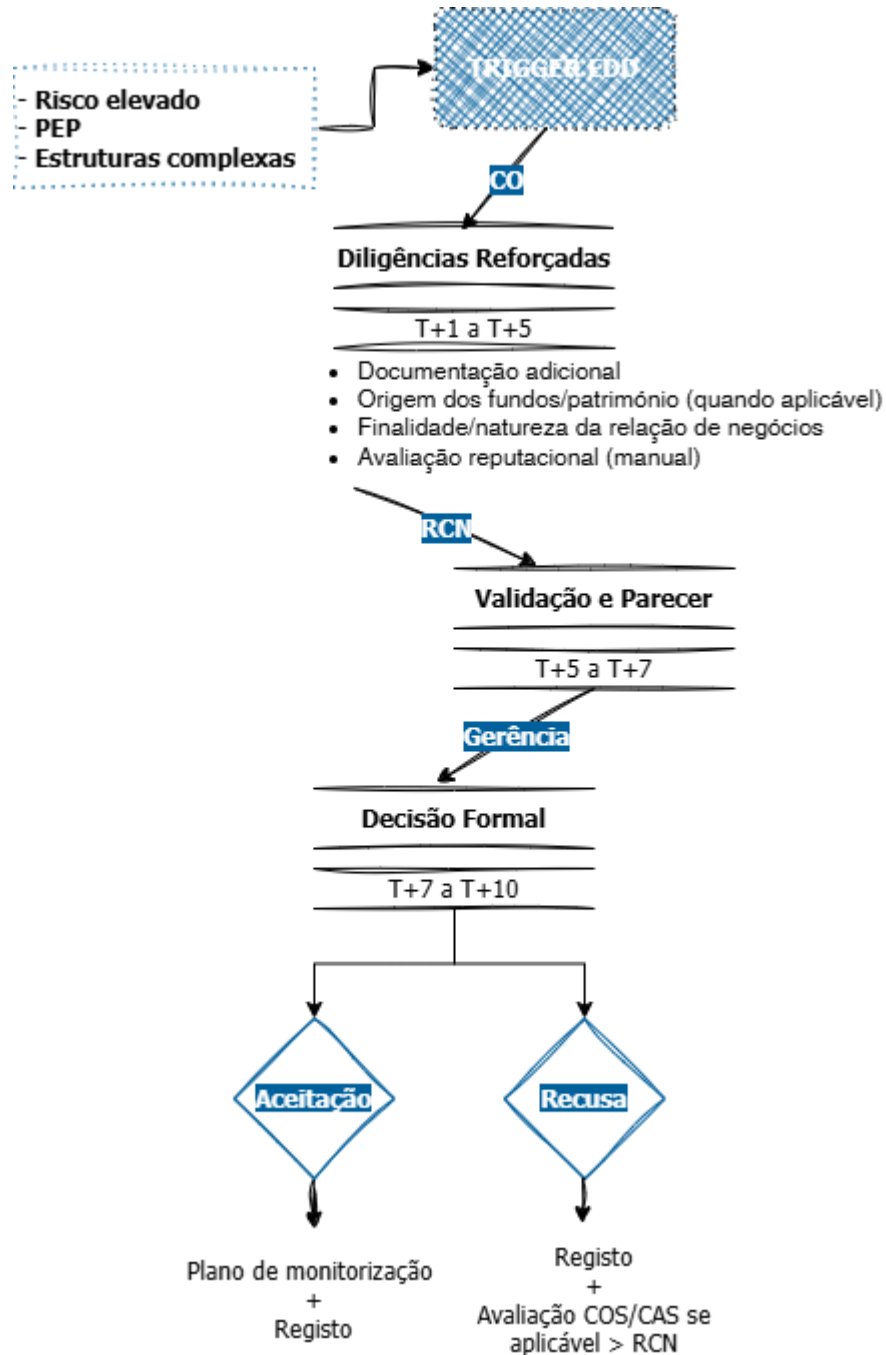 TRIGGER EDD
- Risco elevado
- PEP
- Estruturas complexas
CO
Diligências Reforçadas
T+1 a T+5
• Documentação adicional
• Origem dos fundos/património (quando aplicável)
• Finalidade/natureza da relação de negócios
• Avaliação reputacional (manual)
RCN
Validação e Parecer
T+5 a T+7
Gerência
Decisão Formal
T+7 a T+10
Aceitação
Recusa
Plano de monitorização
+
Registo
Registo
+
Avaliação COS/CAS se
aplicável > RCN